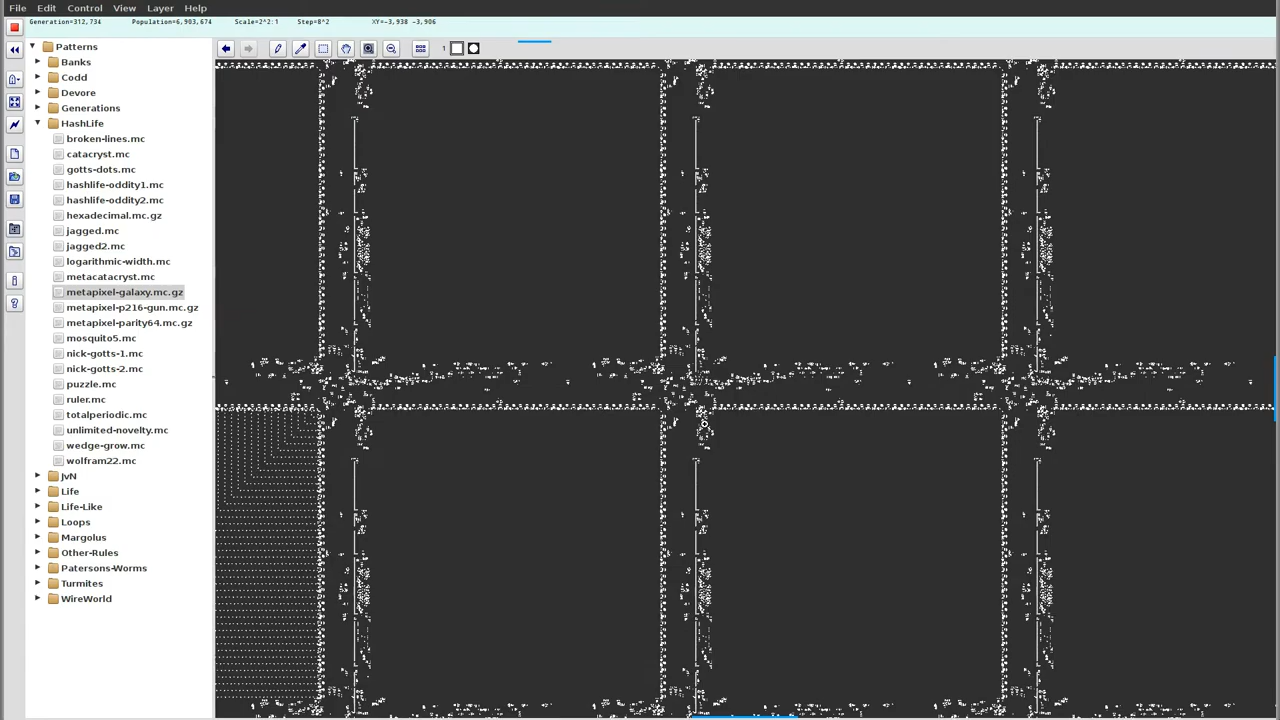 File Edit Control View Layer Help
Generation=312,734 Population=6,903,674 Scale=2^2:1 Step=8^2 XY=-3,938 -3,906
1
Patterns
Banks
Codd
Devore
Generations
HashLife
broken-lines.mc
catacryst.mc
gotts-dots.mc
hashlife-oddity1.mc
hashlife-oddity2.mc
hexadecimal.mc.gz
jagged.mc
jagged2.mc
logarithmic-width.mc
metacatacryst.mc
metapixel-galaxy.mc.gz
metapixel-p216-gun.mc.gz
metapixel-parity64.mc.gz
mosquito5.mc
nick-gotts-1.mc
nick-gotts-2.mc
puzzle.mc
ruler.mc
totalperiodic.mc
unlimited-novelty.mc
wedge-grow.mc
wolfram22.mc
JvN
Life
Life-Like
Loops
Margolus
Other-Rules
Patersons-Worms
Turmites
WireWorld